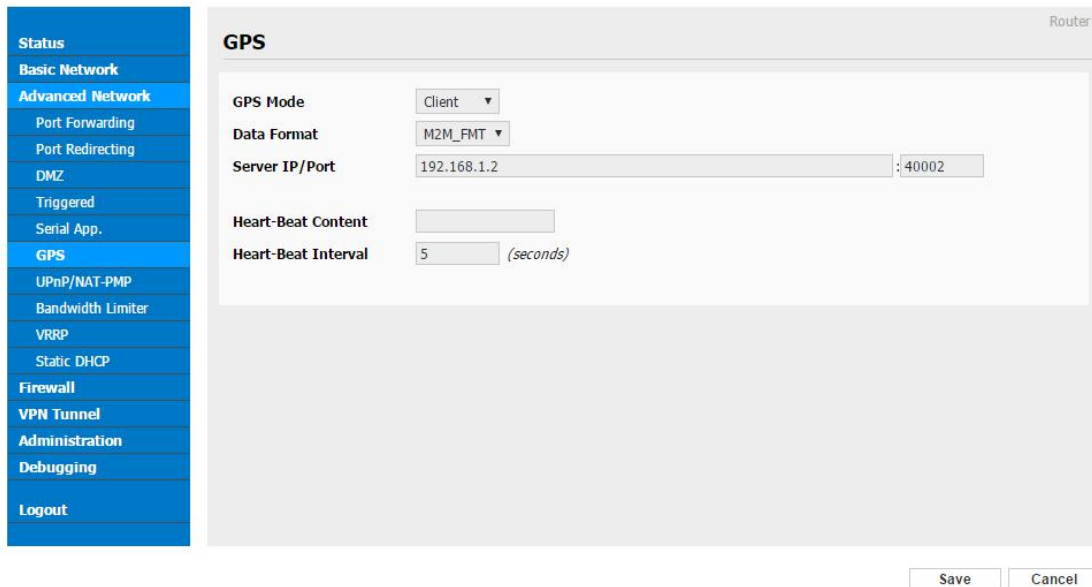 Router
Status
Basic Network
Advanced Network
Port Forwarding
Port Redirecting
DMZ
Triggered
Serial App.
GPS
UPnP/NAT-PMP
Bandwidth Limiter
VRRP
Static DHCP
Firewall
VPN Tunnel
Administration
Debugging
Logout
GPS
GPS Mode Client
Data Format M2M_FMT
Server IP/Port 192.168.1.2 : 40002
Heart-Beat Content
Heart-Beat Interval 5 (seconds)
Save Cancel